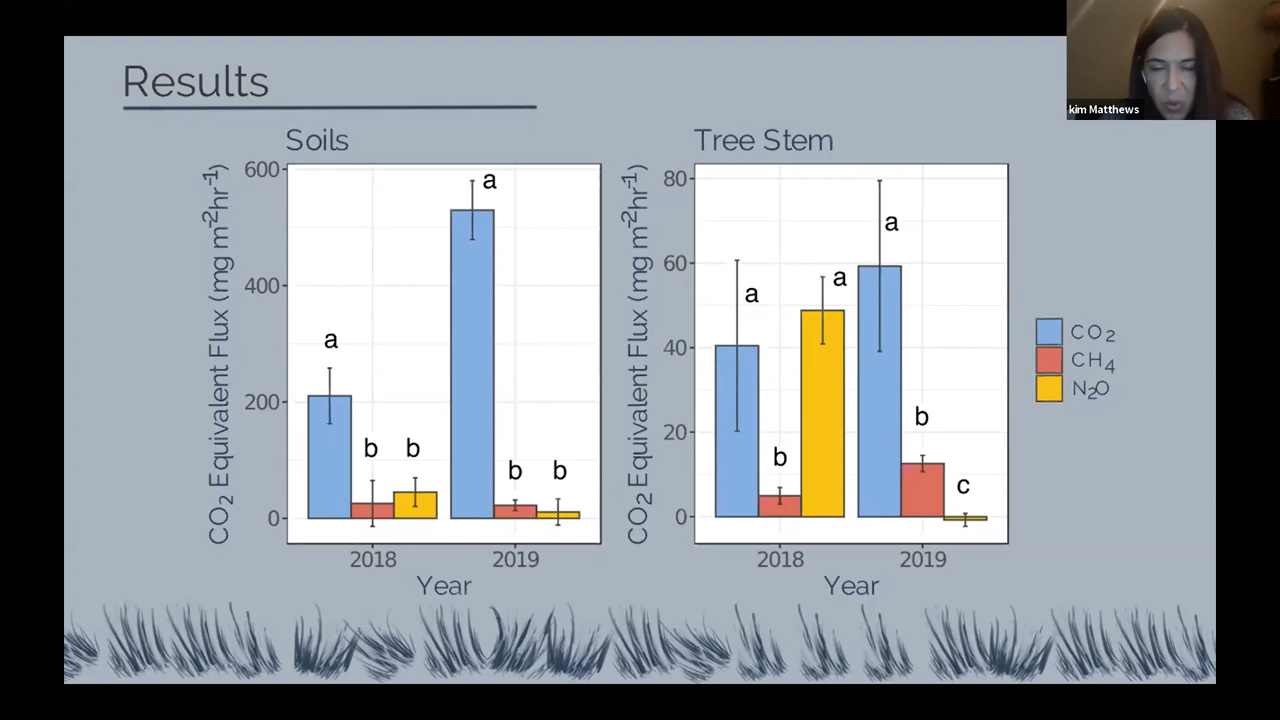 kim Matthews
Results
Soils
CO2 Equivalent Flux (mg m-2hr-1)
600
400
200
0
a
b
b
a
b
b
2018
2019
Year
Tree Stem
CO2 Equivalent Flux (mg m-2hr-1)
80
60
40
20
0
a
b
a
a
b
c
2018
2019
Year
CO2
CH4
N2O